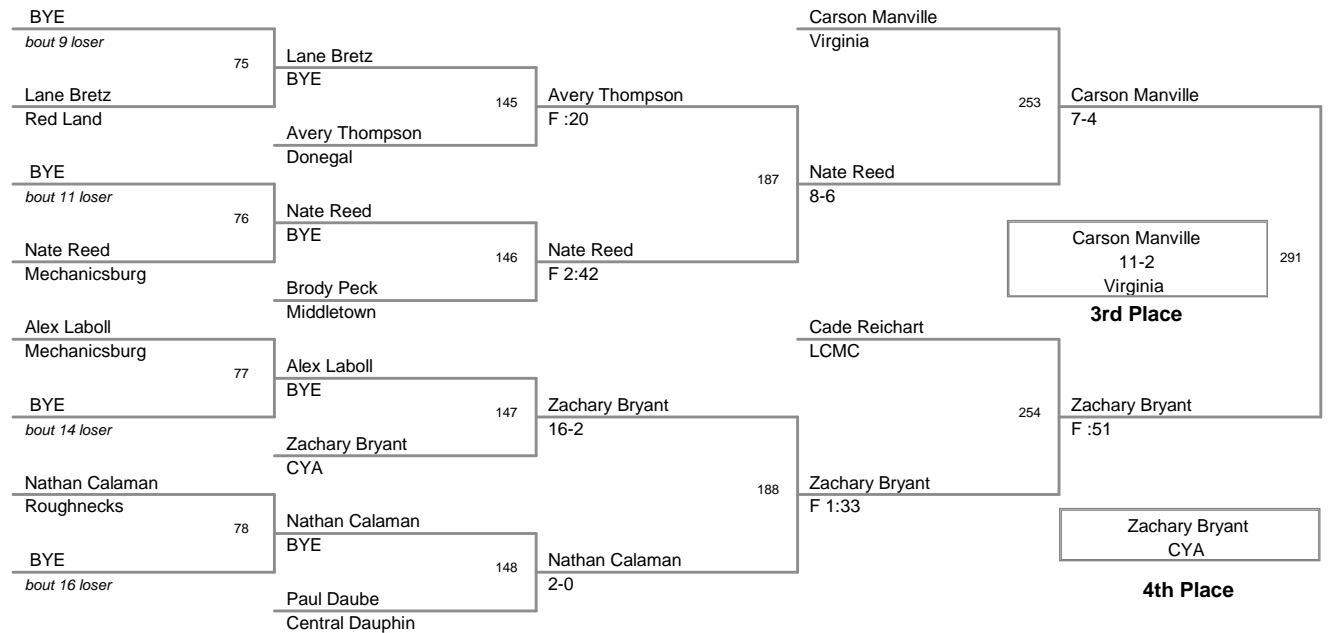 BYE
bout 9 loser
75
Lane Bretz
Red Land
BYE
bout 11 loser
76
Nate Reed
Mechanicsburg
Alex Laboll
Mechanicsburg
77
BYE
bout 14 loser
Nathan Calaman
Roughnecks
78
BYE
bout 16 loser
Lane Bretz
BYE
145
Avery Thompson
Donegal
Nate Reed
BYE
146
Brody Peck
Middletown
Alex Laboll
BYE
147
Zachary Bryant
CYA
Nathan Calaman
BYE
148
Paul Daube
Central Dauphin
Avery Thompson
F :20
187
Nate Reed
F 2:42
Zachary Bryant
16-2
188
Nathan Calaman
2-0
Carson Manville
Virginia
253
Nate Reed
8-6
Cade Reichart
LCMC
254
Zachary Bryant
F 1:33
Carson Manville
7-4
291
Carson Manville
11-2
Virginia
3rd Place
Zachary Bryant
F :51
Zachary Bryant
CYA
4th Place